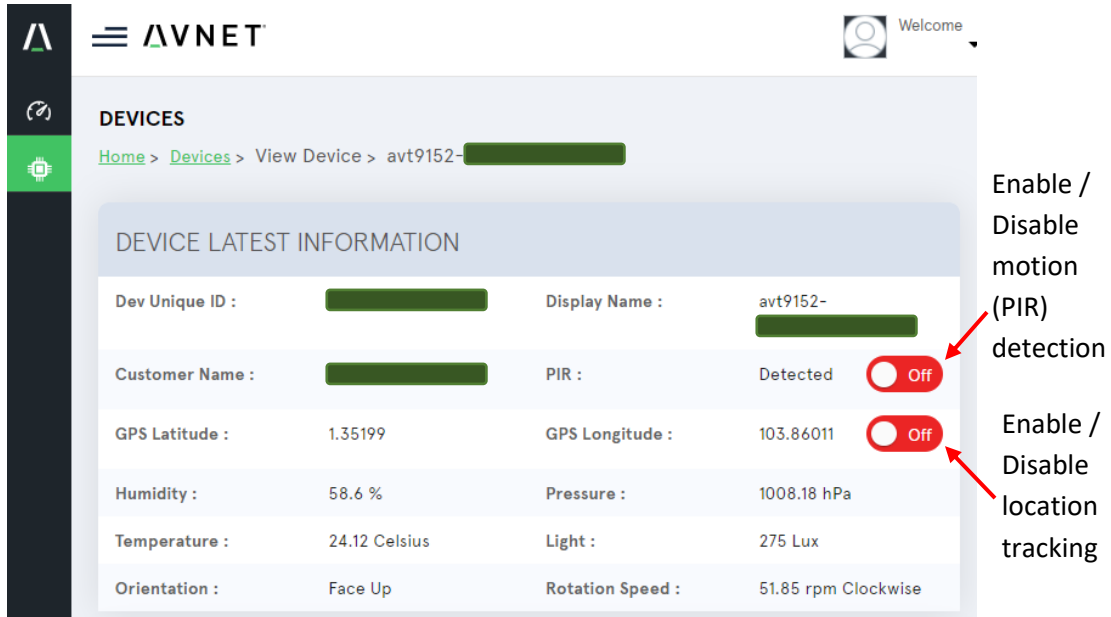 AVNET
Welcome
DEVICES
Home > Devices > View Device > avt9152-
DEVICE LATEST INFORMATION
Dev Unique ID :
Display Name : avt9152-
Customer Name :
PIR : Detected Off
GPS Latitude : 1.35199
GPS Longitude : 103.86011 Off
Humidity : 58.6 %
Pressure : 1008.18 hPa
Temperature : 24.12 Celsius
Light : 275 Lux
Orientation : Face Up
Rotation Speed : 51.85 rpm Clockwise
Enable /
Disable
motion
(PIR)
detection
Enable /
Disable
location
tracking